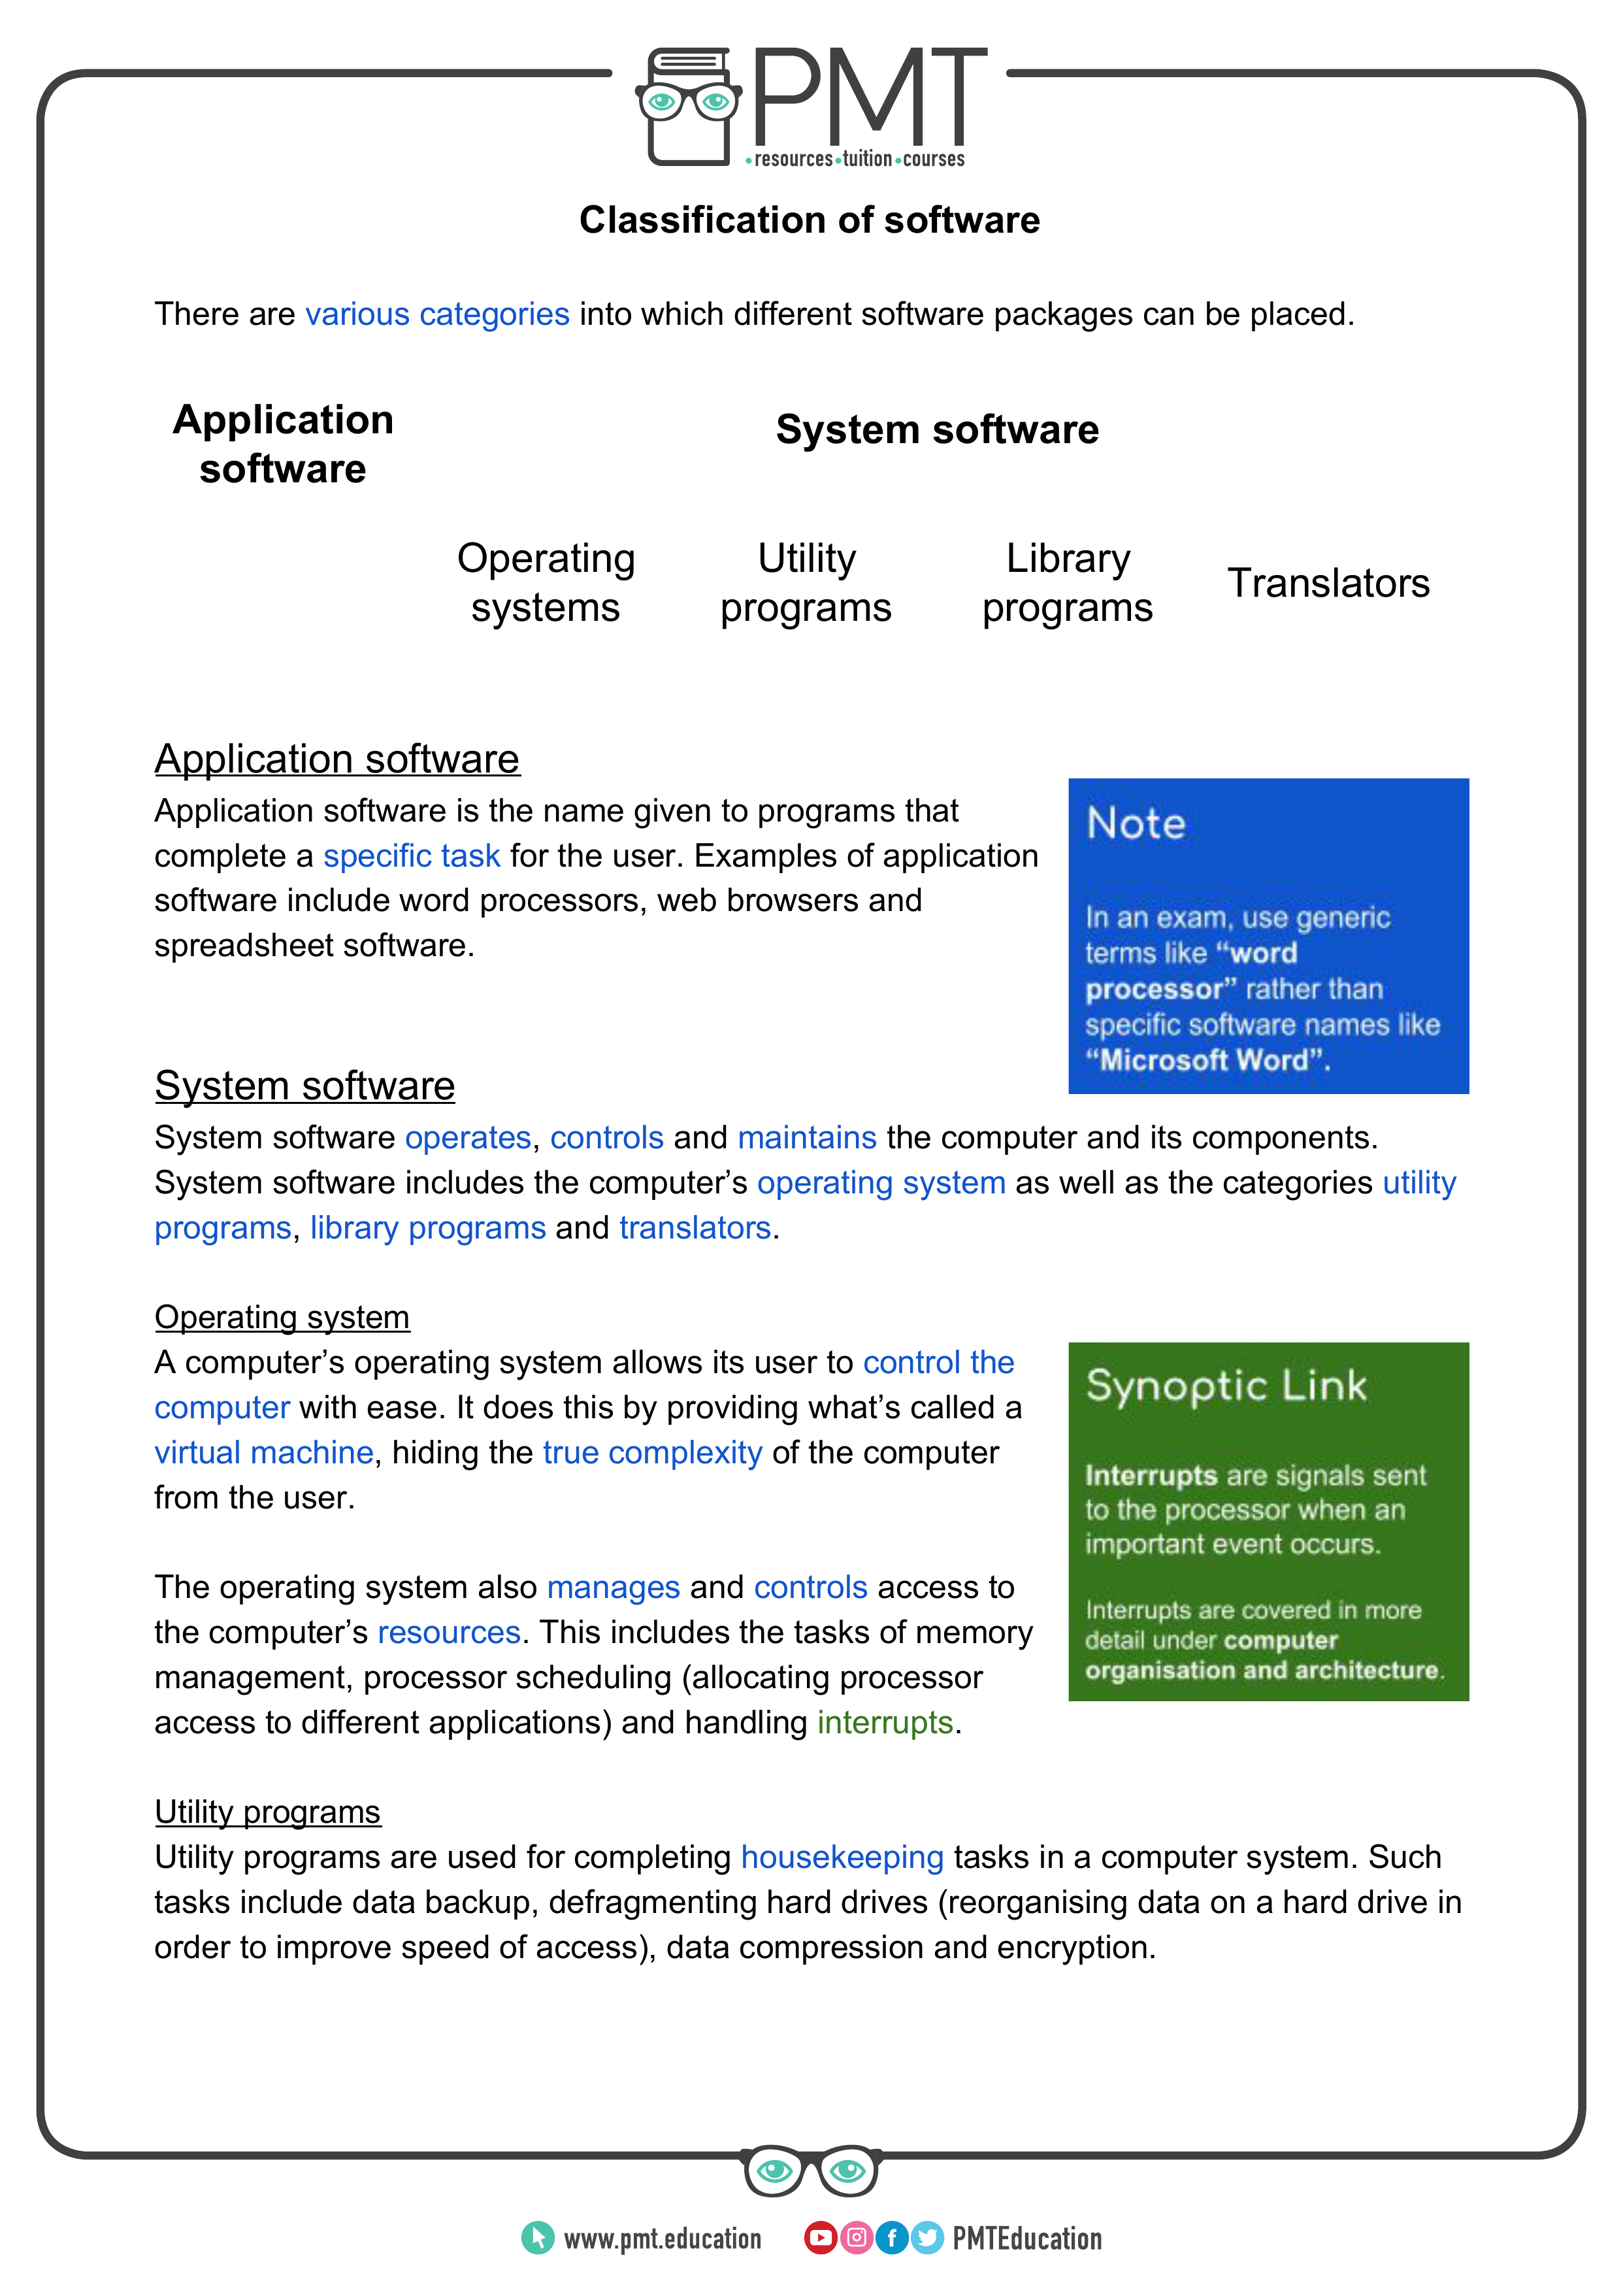 PMT
•resources•tuition•courses
Classification of software
There are various categories into which different software packages can be placed.
Application
software
System software
Operating
systems
Utility
programs
Library
programs
Translators
Application software
Application software is the name given to programs that
complete a specific task for the user. Examples of application
software include word processors, web browsers and
spreadsheet software.
Note
In an exam, use generic
terms like “word
processor” rather than
specific software names like
“Microsoft Word”.
System software
System software operates, controls and maintains the computer and its components.
System software includes the computer’s operating system as well as the categories utility
programs, library programs and translators.
Operating system
A computer’s operating system allows its user to control the
computer with ease. It does this by providing what’s called a
virtual machine, hiding the true complexity of the computer
from the user.
The operating system also manages and controls access to
the computer’s resources. This includes the tasks of memory
management, processor scheduling (allocating processor
access to different applications) and handling interrupts.
Synoptic Link
Interrupts are signals sent
to the processor when an
important event occurs.
Interrupts are covered in more
detail under computer
organisation and architecture.
Utility programs
Utility programs are used for completing housekeeping tasks in a computer system. Such
tasks include data backup, defragmenting hard drives (reorganising data on a hard drive in
order to improve speed of access), data compression and encryption.
www.pmt.education
PMTEducation